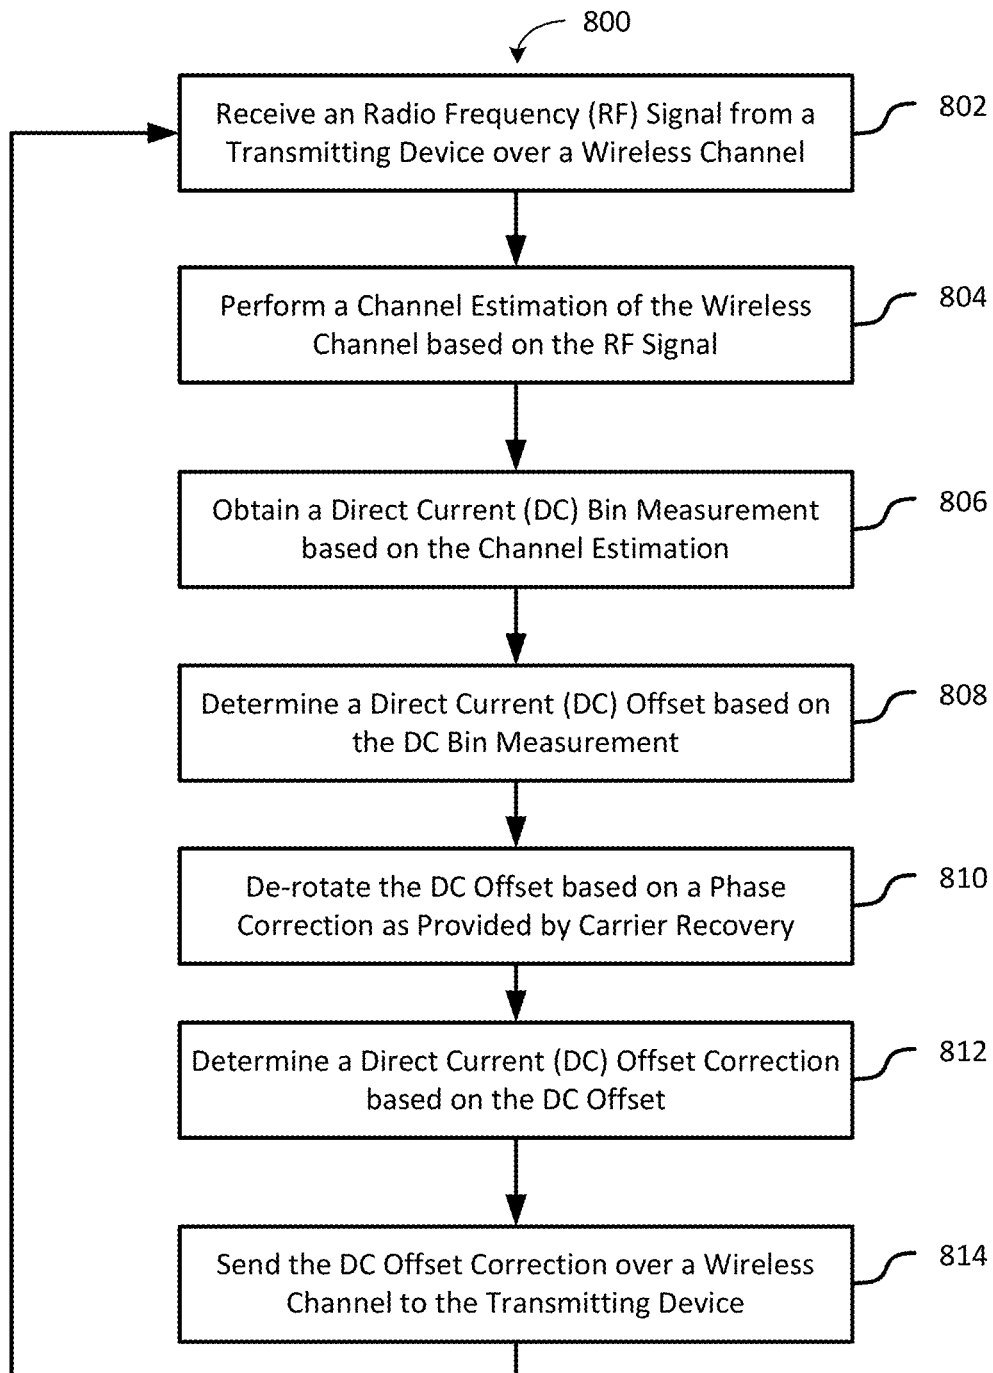 800
Receive an Radio Frequency (RF) Signal from a
Transmitting Device over a Wireless Channel
802
Perform a Channel Estimation of the Wireless
Channel based on the RF Signal
804
Obtain a Direct Current (DC) Bin Measurement
based on the Channel Estimation
806
Determine a Direct Current (DC) Offset based on
the DC Bin Measurement
808
De-rotate the DC Offset based on a Phase
Correction as Provided by Carrier Recovery
810
Determine a Direct Current (DC) Offset Correction
based on the DC Offset
812
Send the DC Offset Correction over a Wireless
Channel to the Transmitting Device
814